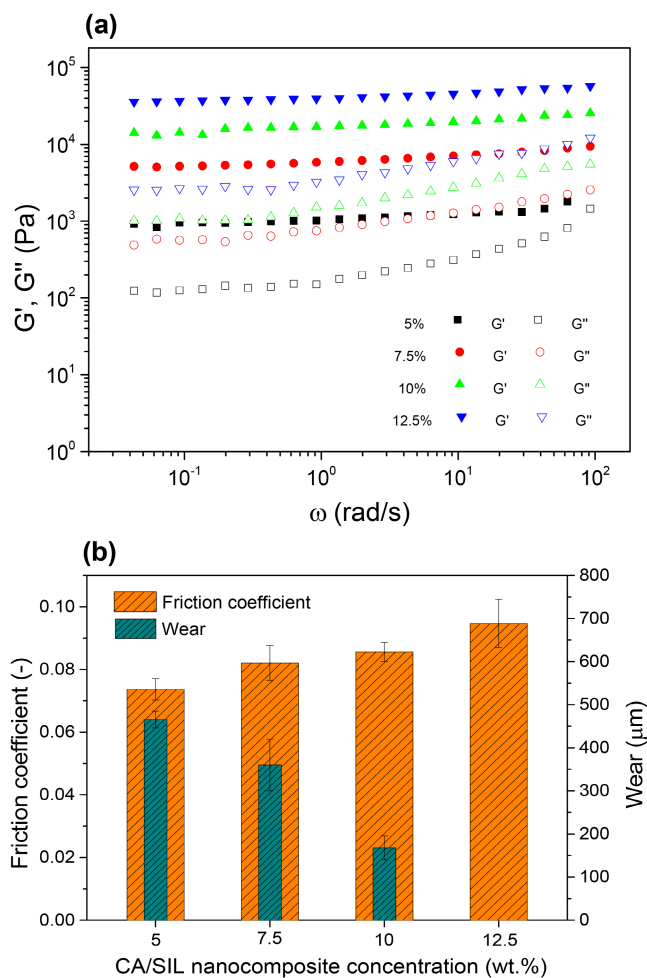 (a)
10^5
10^4
10^3
10^2
10^1
10^0
G', G" (Pa)
5% G' G"
7.5% G' G"
10% G' G"
12.5% G' G"
10^-1 10^0 10^1 10^2
ω (rad/s)
(b)
Friction coefficient
Wear
0.10
0.08
0.06
0.04
0.02
0.00
Friction coefficient (-)
800
700
600
500
400
300
200
100
0
Wear (μm)
5 7.5 10 12.5
CA/SIL nanocomposite concentration (wt.%)